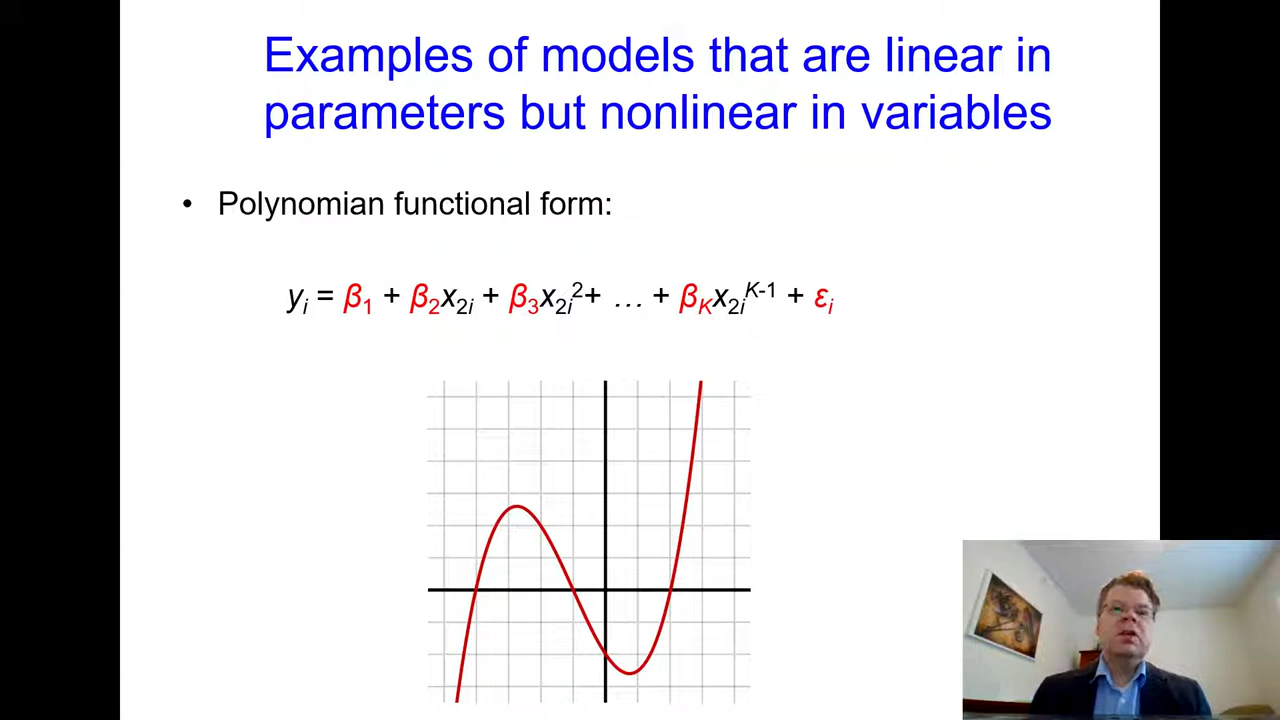 Examples of models that are linear in
parameters but nonlinear in variables
• Polynomian functional form:
yᵢ = β₁ + β₂x₂ᵢ + β₃x₂ᵢ²+ … + β_Kx₂ᵢᴷ⁻¹ + εᵢ